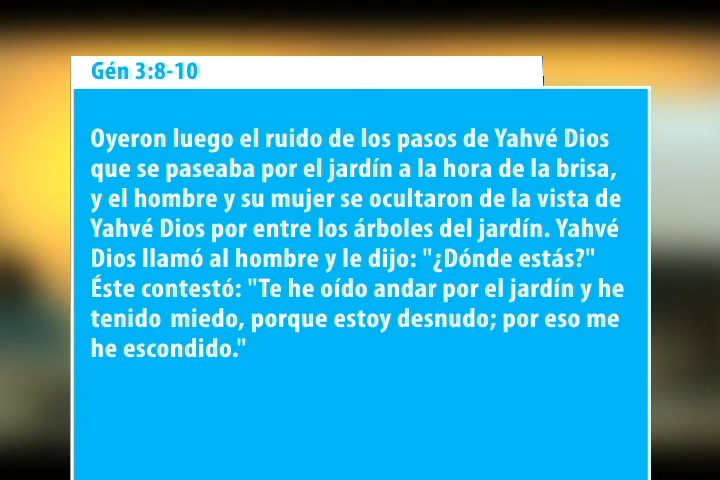 Gén 3:8-10
Oyeron luego el ruido de los pasos de Yahvé Dios
que se paseaba por el jardín a la hora de la brisa,
y el hombre y su mujer se ocultaron de la vista de
Yahvé Dios por entre los árboles del jardín. Yahvé
Dios llamó al hombre y le dijo: "¿Dónde estás?"
Éste contestó: "Te he oído andar por el jardín y he
tenido  miedo, porque estoy desnudo; por eso me
he escondido."